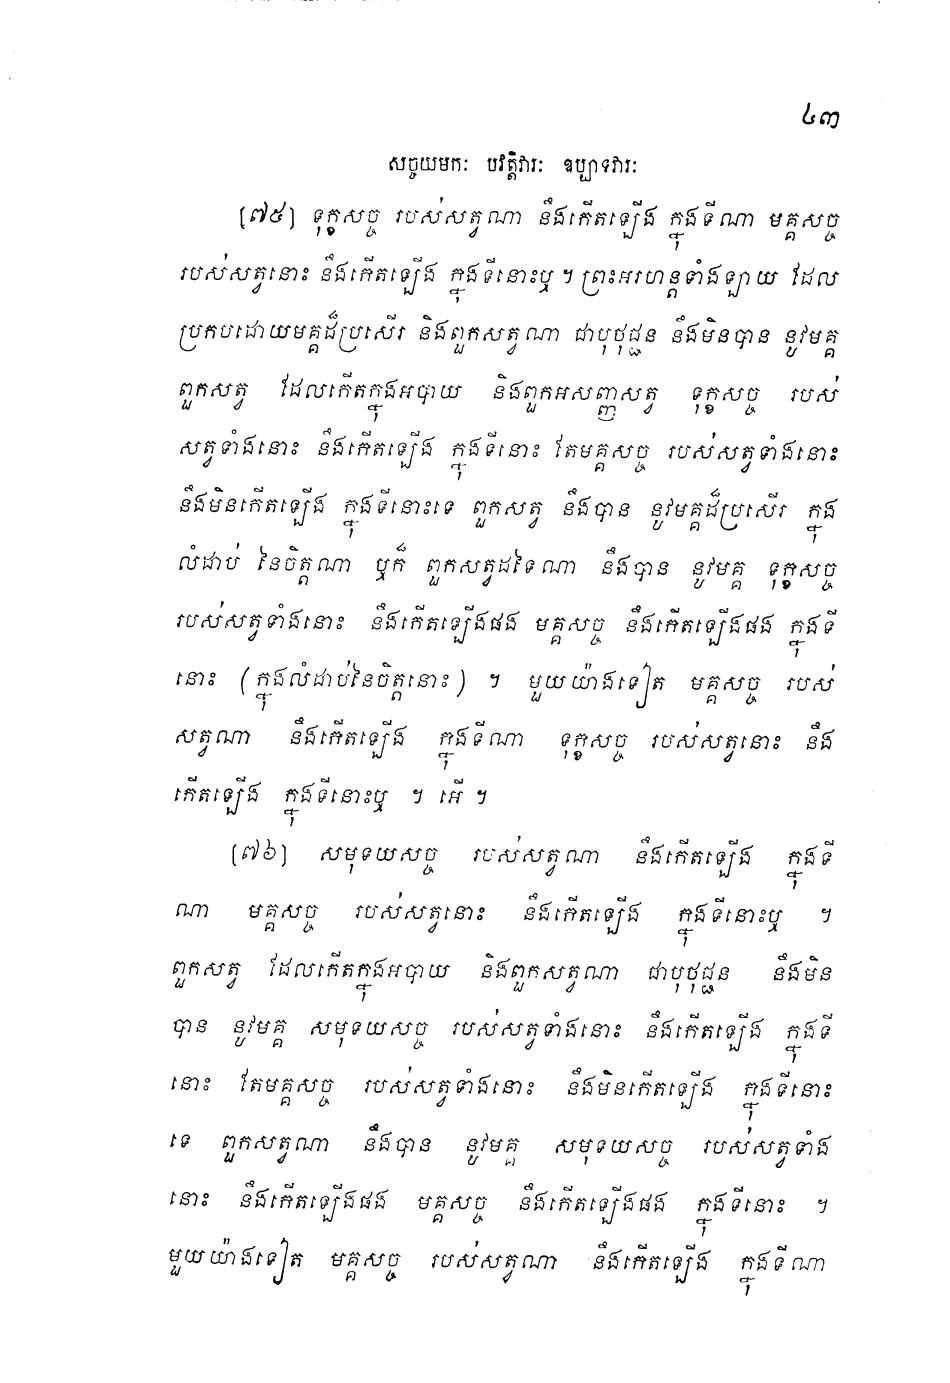 ៤៣
សច្ចយមកៈ បវត្តិវារៈ ឧប្បាទវារៈ
[៧៥] ទុក្ខសច្ច របស់សត្វណា នឹងកើតឡើង ក្នុងទីណា មគ្គសច្ច
របស់សត្វនោះ នឹងកើតឡើង ក្នុងទីនោះឬ ។ ព្រះអរហន្តទាំងឡាយ ដែល
ប្រកបដោយមគ្គដ៏ប្រសើរ និងពួកសត្វណា ជាបុថុជ្ជន នឹងមិនបាន នូវមគ្គ
ពួកសត្វ ដែលកើតក្នុងអបាយ និងពួកអសញ្ញសត្វ ទុក្ខសច្ច របស់
សត្វទាំងនោះ នឹងកើតឡើង ក្នុងទីនោះ តែមគ្គសច្ច របស់សត្វទាំងនោះ
នឹងមិនកើតឡើង ក្នុងទីនោះទេ ពួកសត្វ នឹងបាន នូវមគ្គដ៏ប្រសើរ ក្នុង
លំដាប់ នៃចិត្តណា ឬក៏ ពួកសត្វដទៃណា នឹងបាន នូវមគ្គ ទុក្ខសច្ច
របស់សត្វទាំងនោះ នឹងកើតឡើងផង មគ្គសច្ច នឹងកើតឡើងផង ក្នុងទី
នោះ (ក្នុងលំដាប់នៃចិត្តនោះ) ។ មួយយ៉ាងទៀត មគ្គសច្ច របស់
សត្វណា នឹងកើតឡើង ក្នុងទីណា ទុក្ខសច្ច របស់សត្វនោះ នឹង
កើតឡើង ក្នុងទីនោះឬ ។ អើ ។
[៧៦] សមុទយសច្ច របស់សត្វណា នឹងកើតឡើង ក្នុងទី
ណា មគ្គសច្ច របស់សត្វនោះ នឹងកើតឡើង ក្នុងទីនោះឬ ។
ពួកសត្វ ដែលកើតក្នុងអបាយ និងពួកសត្វណា ជាបុថុជ្ជន នឹងមិន
បាន នូវមគ្គ សមុទយសច្ច របស់សត្វទាំងនោះ នឹងកើតឡើង ក្នុងទី
នោះ តែមគ្គសច្ច របស់សត្វទាំងនោះ នឹងមិនកើតឡើង ក្នុងទីនោះ
ទេ ពួកសត្វណា នឹងបាន នូវមគ្គ សមុទយសច្ច របស់សត្វទាំង
នោះ នឹងកើតឡើងផង មគ្គសច្ច នឹងកើតឡើងផង ក្នុងទីនោះ ។
មួយយ៉ាងទៀត មគ្គសច្ច របស់សត្វណា នឹងកើតឡើង ក្នុងទីណា